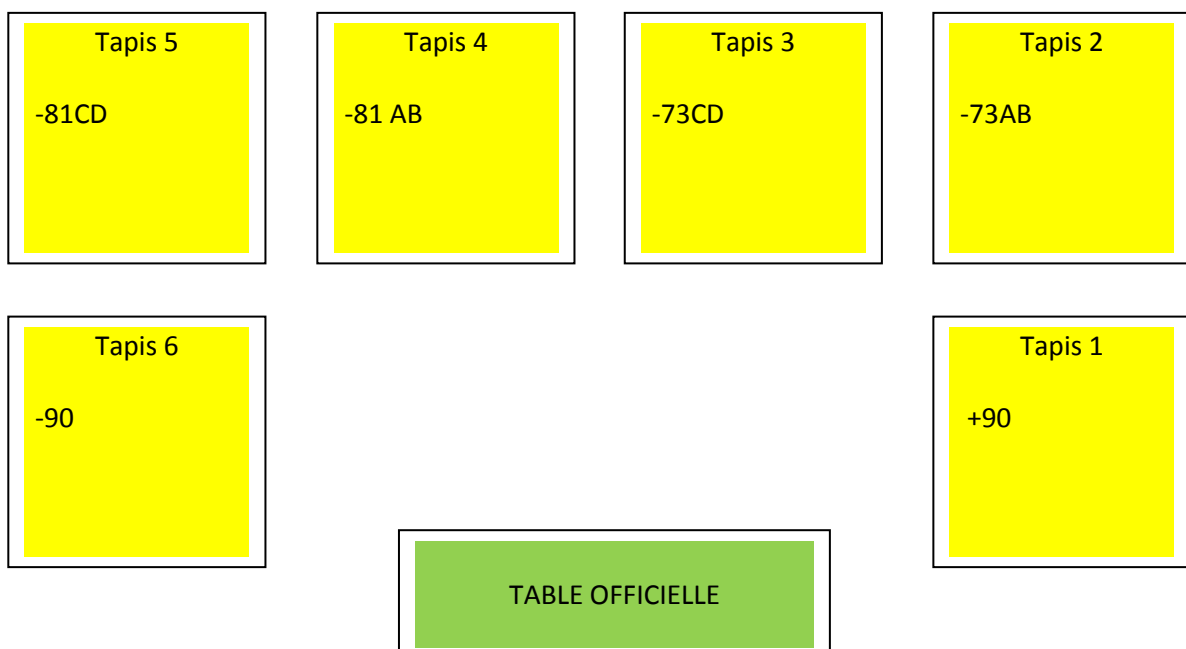 Tapis 5
-81CD
Tapis 4
-81 AB
Tapis 3
-73CD
Tapis 2
-73AB
Tapis 6
-90
Tapis 1
+90
TABLE OFFICIELLE